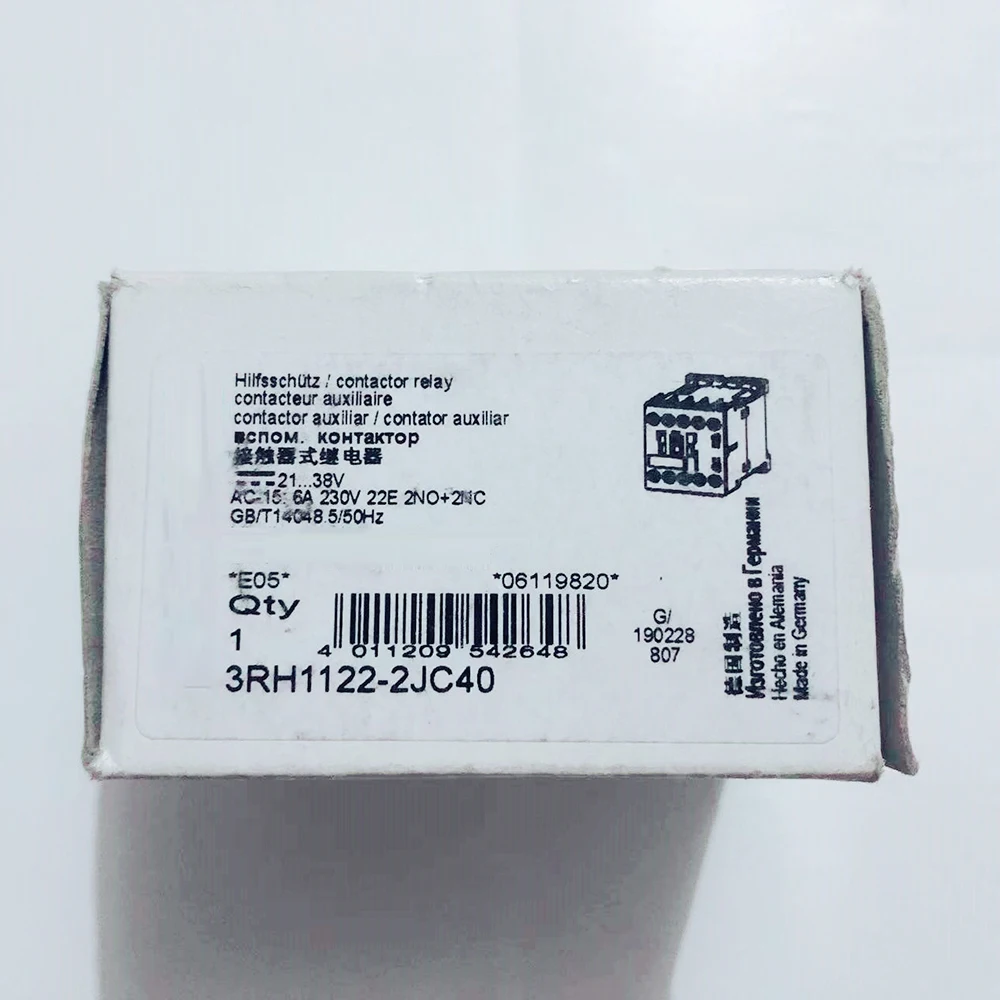 Hilfsschütz / contactor relay
contacteur auxiliaire
contactor auxiliar / contator auxiliar
вспом. контактор
接触器式继电器
21...38V
AC-15: 6A 230V 22E 2NO+2NC
GB/T14048.5/50Hz
*E05*
*06119820*
Qty
1
4 011209 542648
3RH1122-2JC40
G/
190228
807
德国制造
Изготовлено в Германии
Hecho en Alemania
Made in Germany